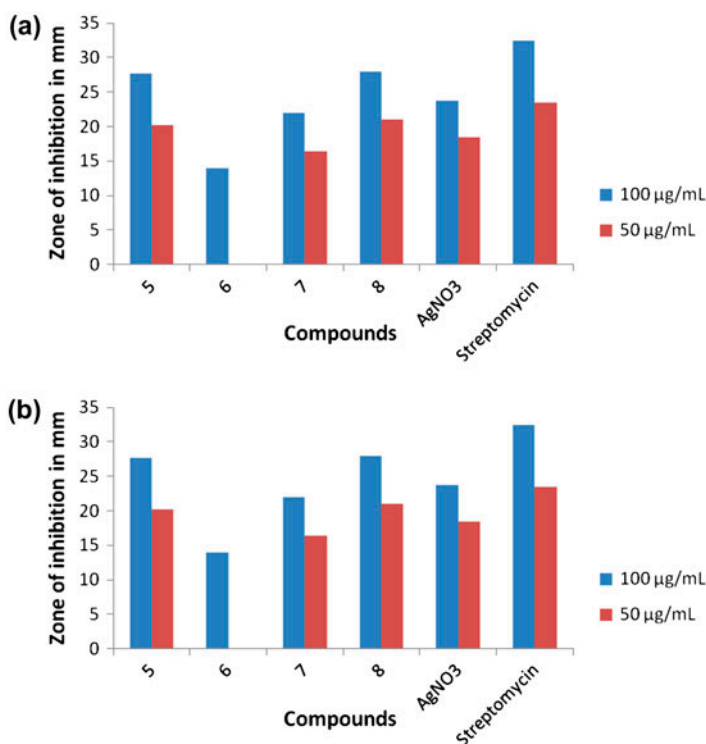 (a)
Zone of inhibition in mm
35
30
25
20
15
10
5
0
5
6
7
8
AgNO3
Streptomycin
Compounds
100 µg/mL
50 µg/mL
(b)
Zone of inhibition in mm
35
30
25
20
15
10
5
0
5
6
7
8
AgNO3
Streptomycin
Compounds
100 µg/mL
50 µg/mL